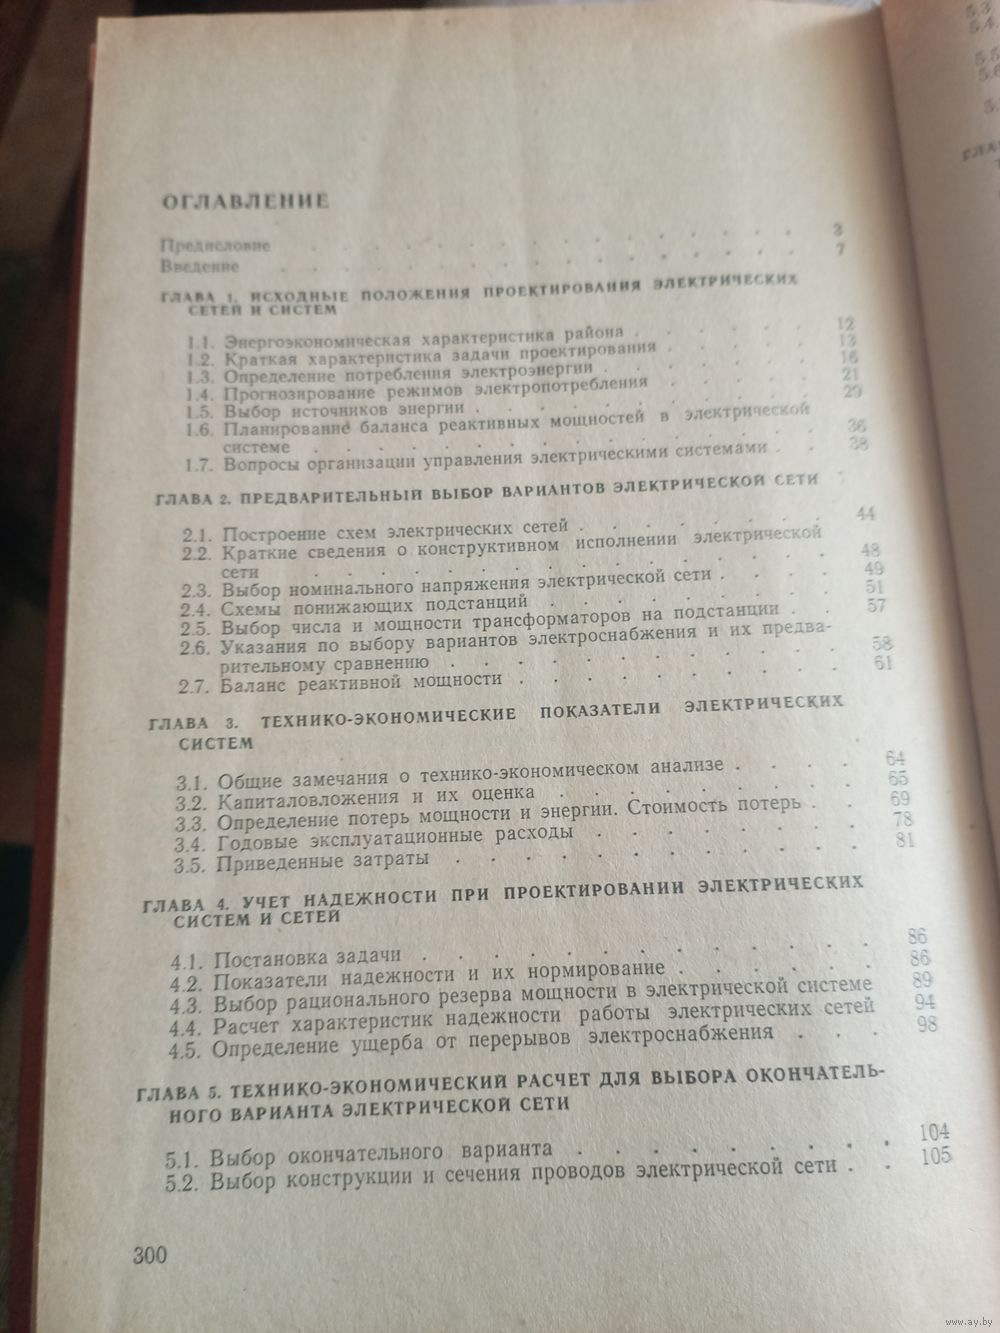 ОГЛАВЛЕНИЕ
Предисловие . . . . . . . . . . . . . 3
Введение . . . . . . . . . . . . . 7
ГЛАВА 1. ИСХОДНЫЕ ПОЛОЖЕНИЯ ПРОЕКТИРОВАНИЯ ЭЛЕКТРИЧЕСКИХ
СЕТЕЙ И СИСТЕМ
1.1. Энергоэкономическая характеристика района . . . . . . 12
1.2. Краткая характеристика задачи проектирования . . . . . 13
1.3. Определение потребления электроэнергии . . . . . . 16
1.4. Прогнозирование режимов электропотребления . . . . . 21
1.5. Выбор источников энергии . . . . . . . . . 29
1.6. Планирование баланса реактивных мощностей в электрической
системе . . . . . . . . . . . . . 36
1.7. Вопросы организации управления электрическими системами . . 38
ГЛАВА 2. ПРЕДВАРИТЕЛЬНЫЙ ВЫБОР ВАРИАНТОВ ЭЛЕКТРИЧЕСКОЙ СЕТИ
2.1. Построение схем электрических сетей . . . . . . . 44
2.2. Краткие сведения о конструктивном исполнении электрической
сети . . . . . . . . . . . . . 48
2.3. Выбор номинального напряжения электрической сети . . . . 49
2.4. Схемы понижающих подстанций . . . . . . . . 51
2.5. Выбор числа и мощности трансформаторов на подстанции . . 57
2.6. Указания по выбору вариантов электроснабжения и их предва-
рительному сравнению . . . . . . . . . . 58
2.7. Баланс реактивной мощности . . . . . . . . 61
ГЛАВА 3. ТЕХНИКО-ЭКОНОМИЧЕСКИЕ ПОКАЗАТЕЛИ ЭЛЕКТРИЧЕСКИХ
СИСТЕМ
3.1. Общие замечания о технико-экономическом анализе . . . . 64
3.2. Капиталовложения и их оценка . . . . . . . . 65
3.3. Определение потерь мощности и энергии. Стоимость потерь . . 69
3.4. Годовые эксплуатационные расходы . . . . . . . 78
3.5. Приведенные затраты . . . . . . . . . . 81
ГЛАВА 4. УЧЕТ НАДЕЖНОСТИ ПРИ ПРОЕКТИРОВАНИИ ЭЛЕКТРИЧЕСКИХ
СИСТЕМ И СЕТЕЙ
4.1. Постановка задачи . . . . . . . . . . . 86
4.2. Показатели надежности и их нормирование . . . . . . 86
4.3. Выбор рационального резерва мощности в электрической системе 89
4.4. Расчет характеристик надежности работы электрических сетей 94
4.5. Определение ущерба от перерывов электроснабжения . . . 98
ГЛАВА 5. ТЕХНИКО-ЭКОНОМИЧЕСКИЙ РАСЧЕТ ДЛЯ ВЫБОРА ОКОНЧАТЕЛЬ-
НОГО ВАРИАНТА ЭЛЕКТРИЧЕСКОЙ СЕТИ
5.1. Выбор окончательного варианта . . . . . . . . 104
5.2. Выбор конструкции и сечения проводов электрической сети . . 105
300
5.3.
5.4.
www.ay.by